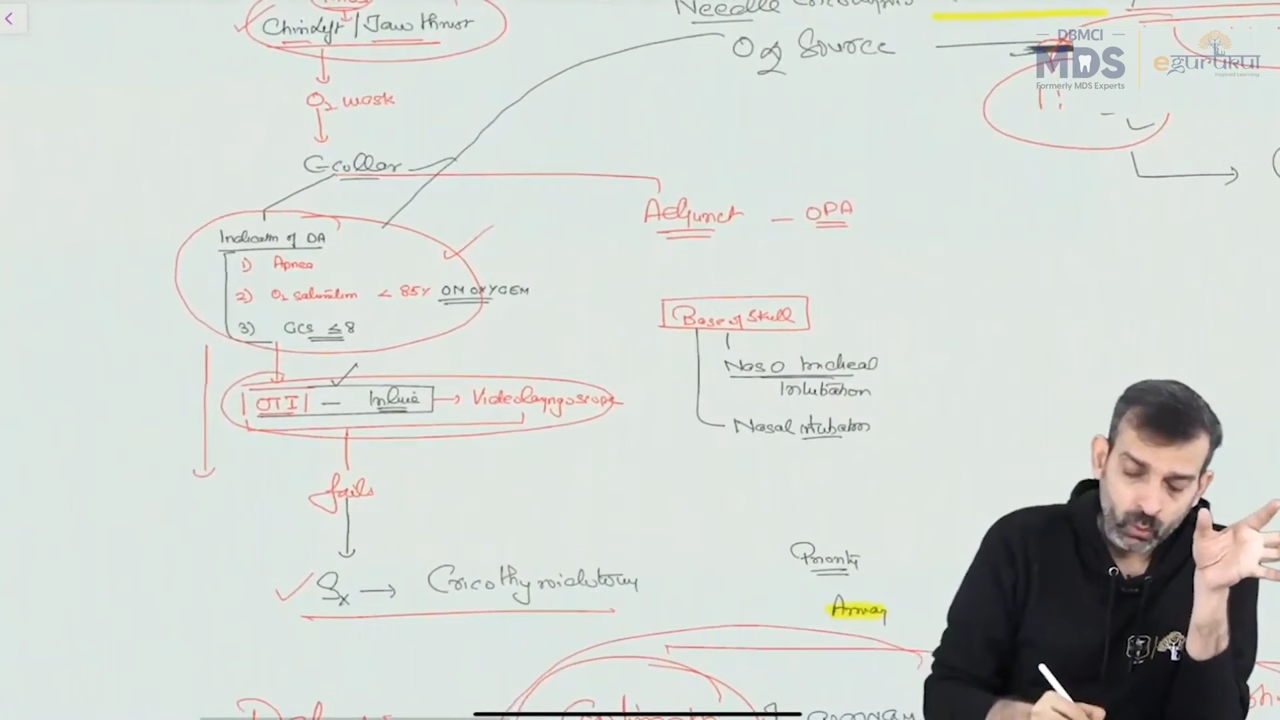 Chinlift / Jaw thrust
O2 mask
C-collar
Needle
O2 Source
DBMCI
MDS
Formerly MDS Experts
egurukul
Adjunct - OPA
Indication of DA
1) Apnea
2) O2 saturation < 85% ON OXYGEN
3) GCS ≤ 8
OTI - Inline → Videolaryngoscope
fails
Sx → Cricothyroidotomy
Base of Skull
Naso tracheal
Intubation
Nasal intubation
Priority
Airway